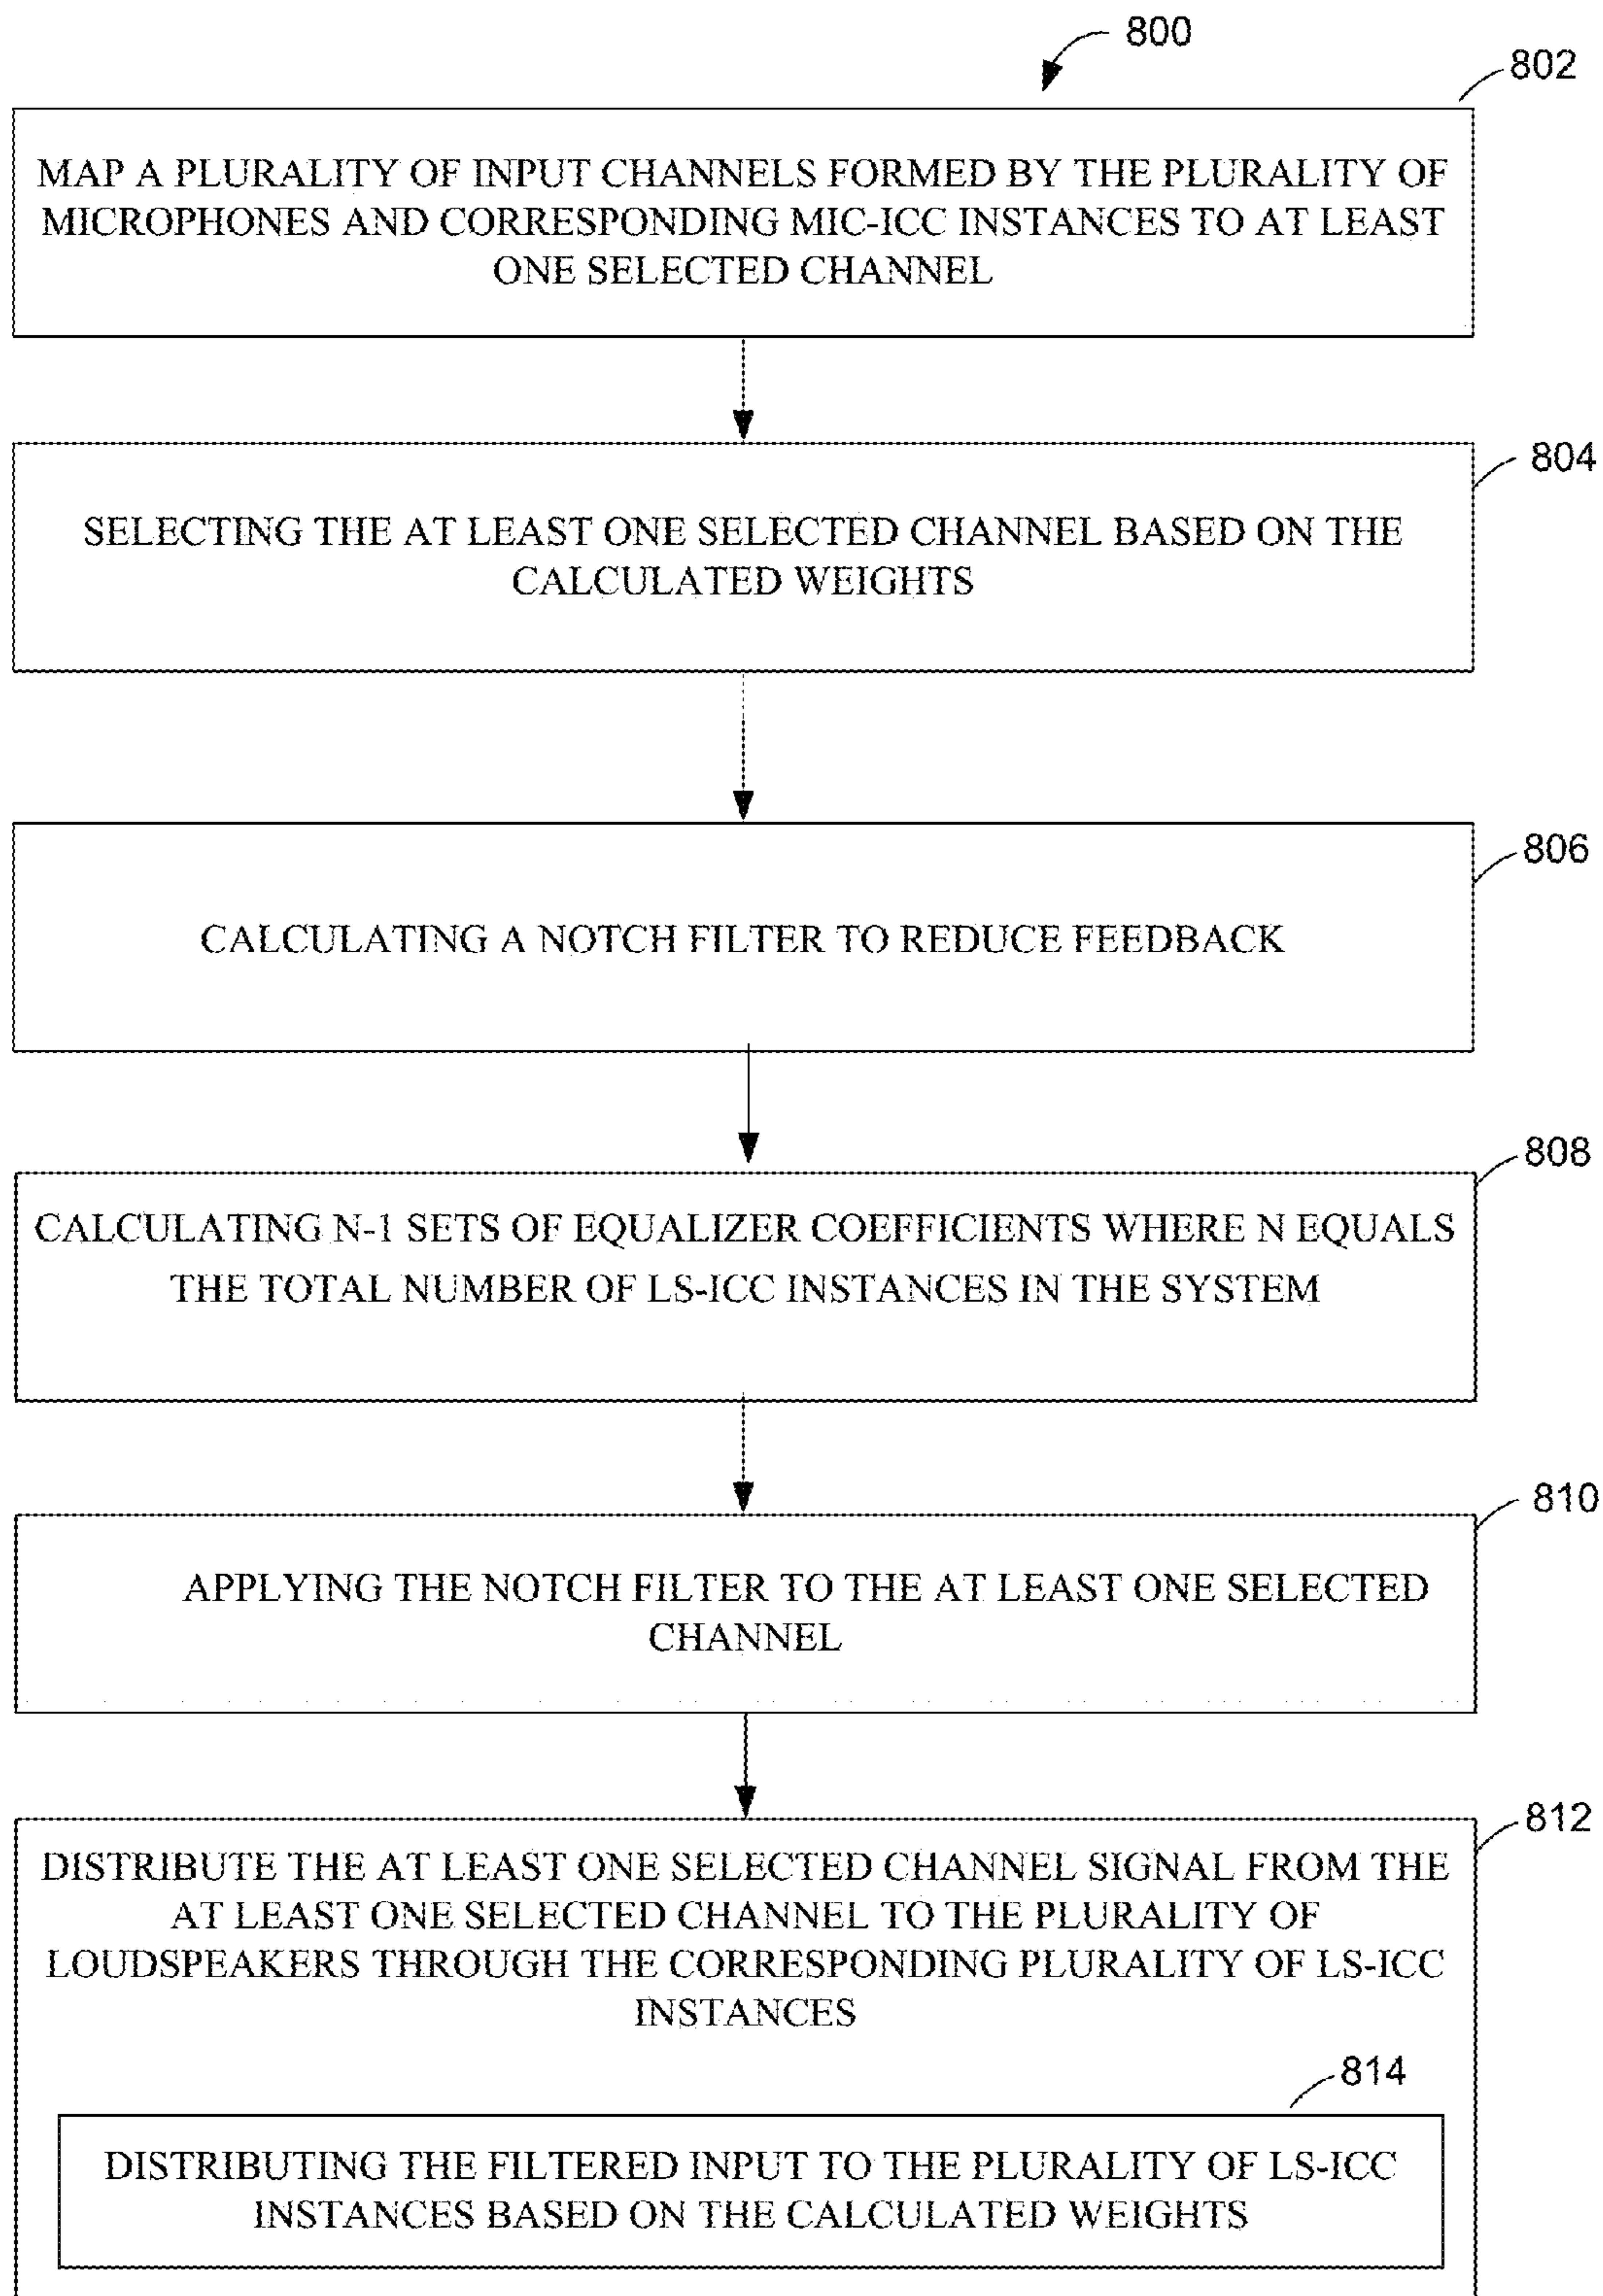 800
802
MAP A PLURALITY OF INPUT CHANNELS FORMED BY THE PLURALITY OF
MICROPHONES AND CORRESPONDING MIC-ICC INSTANCES TO AT LEAST
ONE SELECTED CHANNEL
804
SELECTING THE AT LEAST ONE SELECTED CHANNEL BASED ON THE
CALCULATED WEIGHTS
806
CALCULATING A NOTCH FILTER TO REDUCE FEEDBACK
808
CALCULATING N-1 SETS OF EQUALIZER COEFFICIENTS WHERE N EQUALS
THE TOTAL NUMBER OF LS-ICC INSTANCES IN THE SYSTEM
810
APPLYING THE NOTCH FILTER TO THE AT LEAST ONE SELECTED
CHANNEL
812
DISTRIBUTE THE AT LEAST ONE SELECTED CHANNEL SIGNAL FROM THE
AT LEAST ONE SELECTED CHANNEL TO THE PLURALITY OF
LOUDSPEAKERS THROUGH THE CORRESPONDING PLURALITY OF LS-ICC
INSTANCES
814
DISTRIBUTING THE FILTERED INPUT TO THE PLURALITY OF LS-ICC
INSTANCES BASED ON THE CALCULATED WEIGHTS